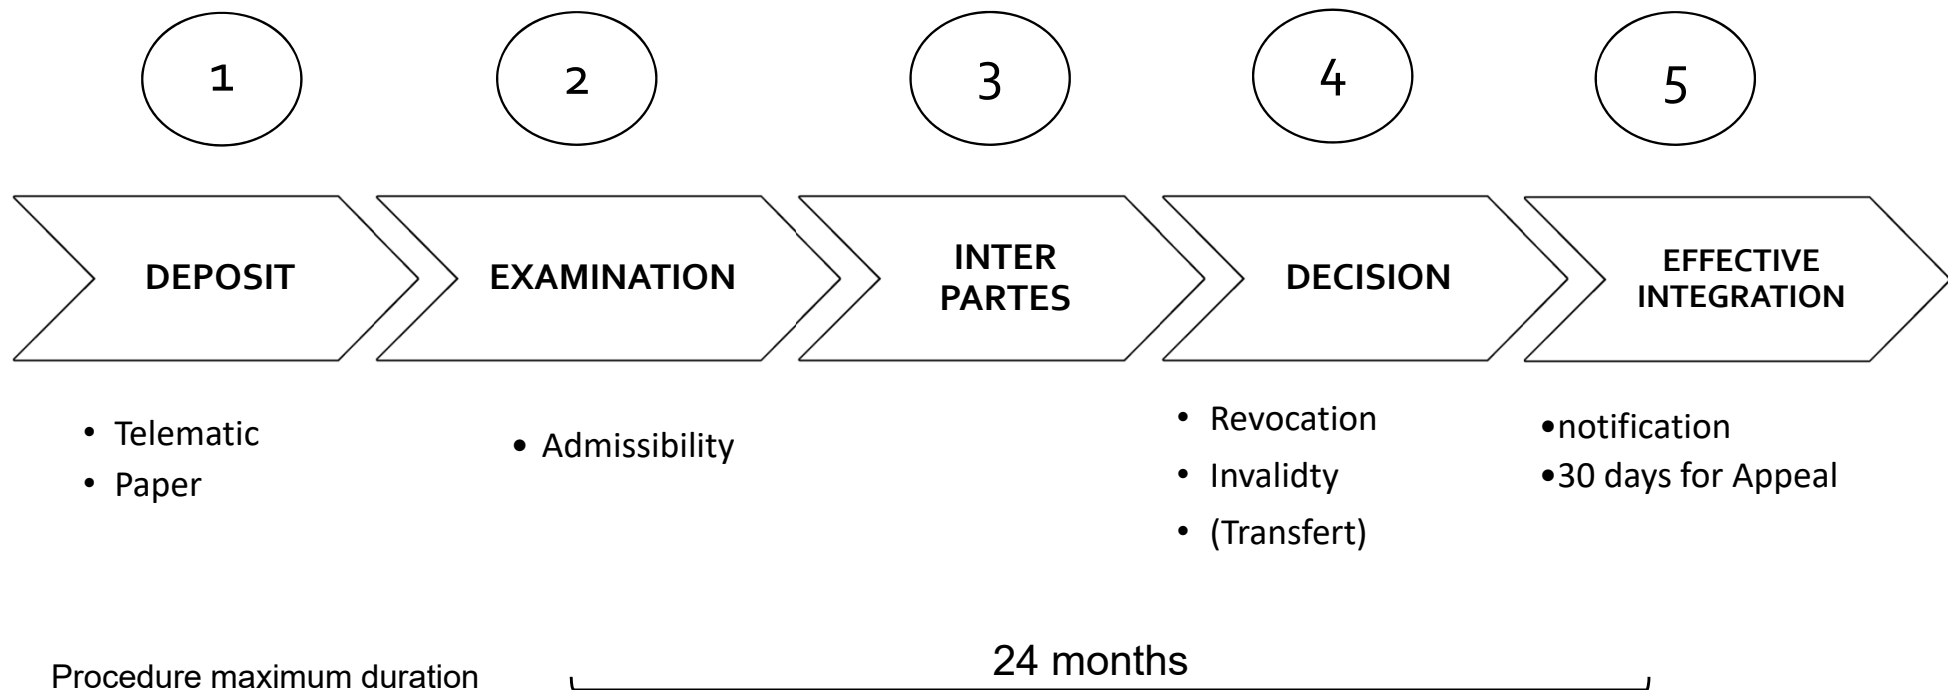 1
2
3
4
5
DEPOSIT
EXAMINATION
INTER
PARTES
DECISION
EFFECTIVE
INTEGRATION
• Telematic
• Paper
• Admissibility
• Revocation
• Invalidty
• (Transfert)
•notification
•30 days for Appeal
Procedure maximum duration
24 months